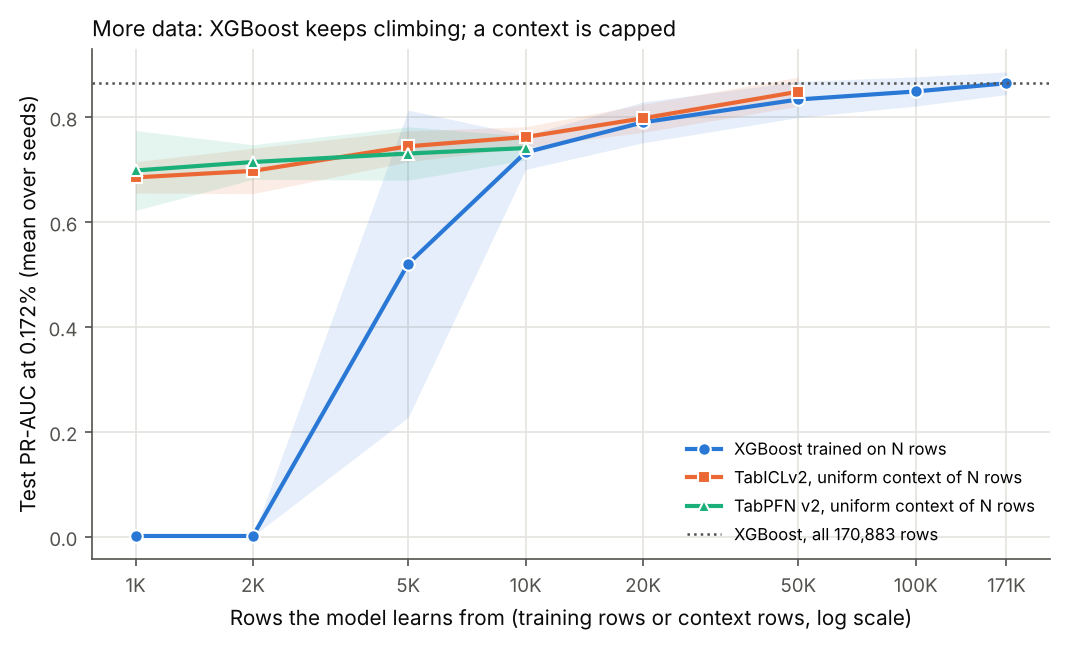 More data: XGBoost keeps climbing; a context is capped
Test PR-AUC at 0.172% (mean over seeds)
0.8
0.6
0.4
0.2
0.0
XGBoost trained on N rows
TabICLv2, uniform context of N rows
TabPFN v2, uniform context of N rows
XGBoost, all 170,883 rows
1K 2K 5K 10K 20K 50K 100K 171K
Rows the model learns from (training rows or context rows, log scale)